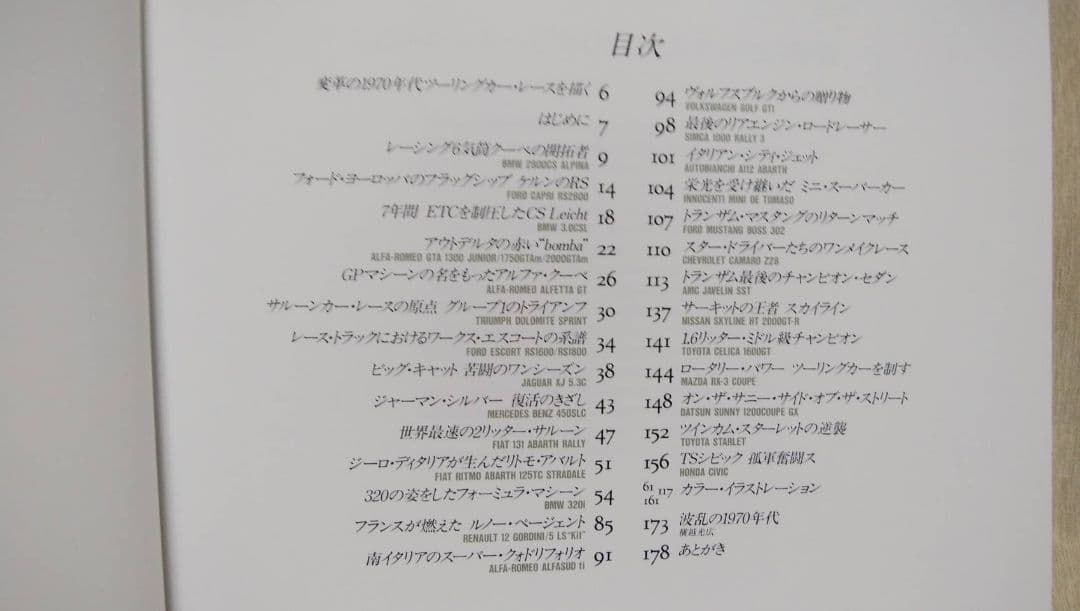 目次
変革の1970年代ツーリングカー・レースを描く 6
はじめに 7
レーシング6気筒クーペの開拓者 9
BMW 2800CS ALPINA
フォード・ヨーロッパのフラッグシップ ケルンのRS 14
FORD CAPRI RS2600
7年間 ETCを制圧したCS Leicht 18
BMW 3.0CSL
アウトデルタの赤い“bomba” 22
ALFA-ROMEO GTA 1300 JUNIOR/1750GTAm/2000GTAm
GPマシーンの名をもったアルファ・クーペ 26
ALFA-ROMEO ALFETTA GT
サルーンカー・レースの原点 グループ1のトライアンフ 30
TRIUMPH DOLOMITE SPRINT
レース・トラックにおけるワークス・エスコートの系譜 34
FORD ESCORT RS1600/RS1800
ビッグ・キャット 苦闘のワンシーズン 38
JAGUAR XJ 5.3C
ジャーマン・シルバー 復活のきざし 43
MERCEDES BENZ 450SLC
世界最速の2リッター・サルーン 47
FIAT 131 ABARTH RALLY
ジーロ・ディタリアが生んだリトモ・アバルト 51
FIAT RITMO ABARTH 125TC STRADALE
320の姿をしたフォーミュラ・マシーン 54
BMW 320i
フランスが燃えた ルノー・ページェント 85
RENAULT 12 GORDINI/5 LS“Kit”
南イタリアのスーパー・クォドリフォリオ 91
ALFA-ROMEO ALFASUD ti
94 ヴォルフスブルクからの贈り物
VOLKSWAGEN GOLF GTI
98 最後のリアエンジン・ロードレーサー
SIMCA 1000 RALLY 3
101 イタリアン・シティ・ジェット
AUTOBIANCHI A112 ABARTH
104 栄光を受け継いだ ミニ・スーパーカー
INNOCENTI MINI DE TOMASO
107 トランザム・マスタングのリターンマッチ
FORD MUSTANG BOSS 302
110 スター・ドライバーたちのワンメイクレース
CHEVROLET CAMARO Z28
113 トランザム最後のチャンピオン・セダン
AMC JAVELIN SST
137 サーキットの王者 スカイライン
NISSAN SKYLINE HT 2000GT-R
141 1.6リッター・ミドル級チャンピオン
TOYOTA CELICA 1600GT
144 ロータリー・パワー ツーリングカーを制す
MAZDA RX-3 COUPE
148 オン・ザ・サニー・サイド・オブ・ザ・ストリート
DATSUN SUNNY 1200COUPE GX
152 ツインカム・スターレットの逆襲
TOYOTA STARLET
156 TSシビック 孤軍奮闘ス
HONDA CIVIC
61 117 161 カラー・イラストレーション
173 波乱の1970年代
横越光広
178 あとがき